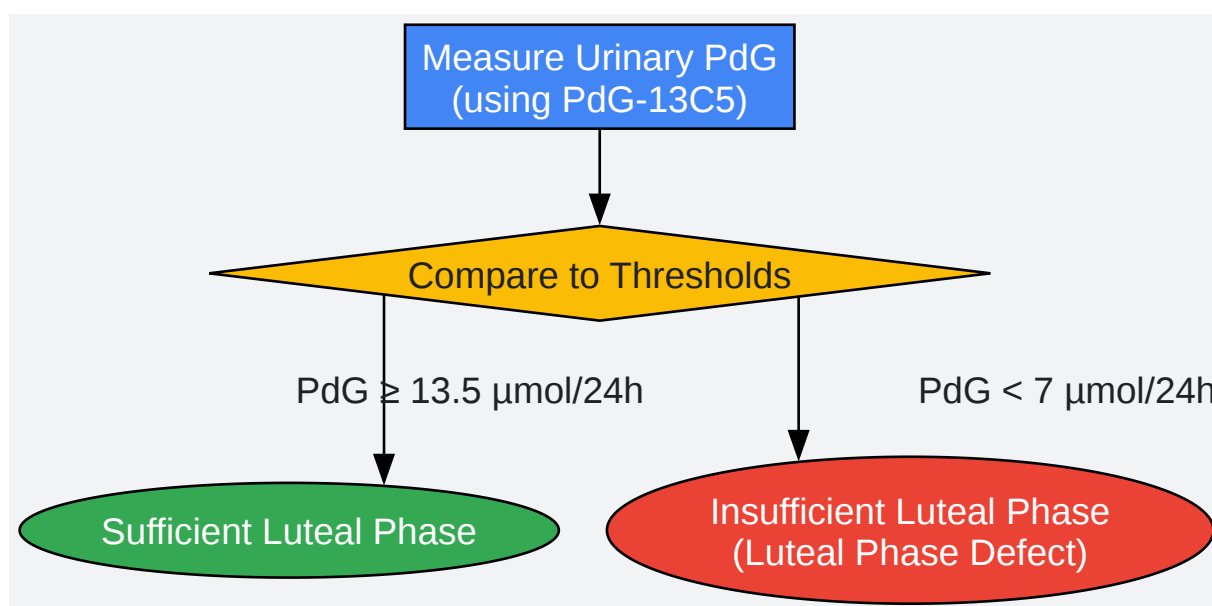 Measure Urinary PdG
(using PdG-13C5)
Compare to Thresholds
PdG ≥ 13.5 µmol/24h
PdG < 7 µmol/24h
Sufficient Luteal Phase
Insufficient Luteal Phase
(Luteal Phase Defect)